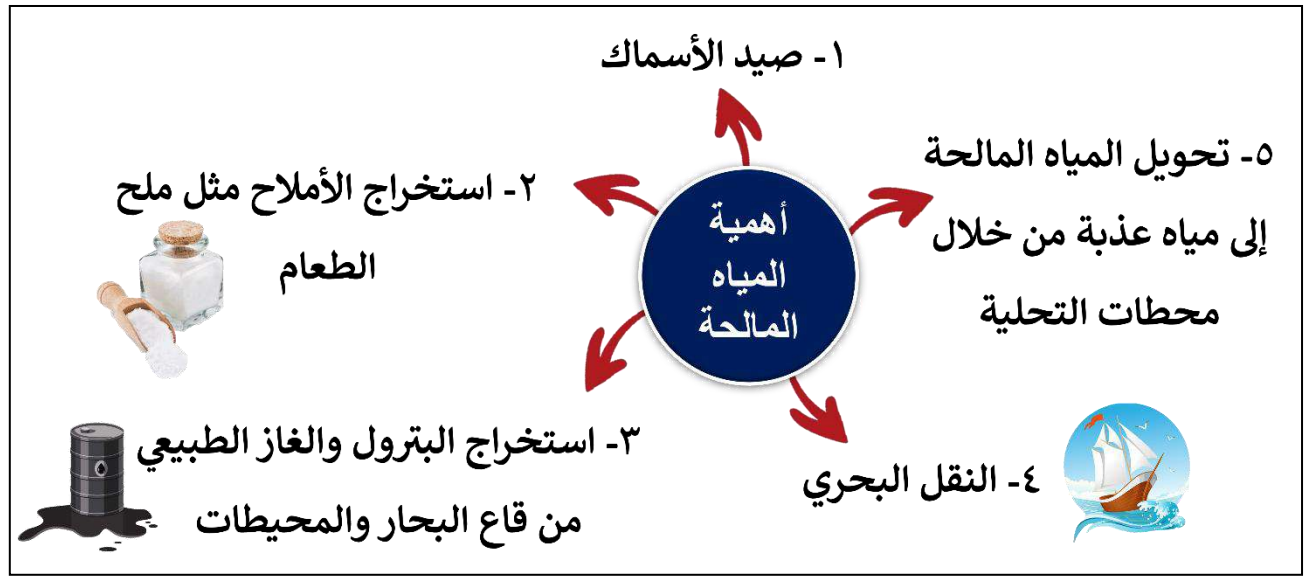 أهمية
المياه
المالحة
١- صيد الأسماك
٢- استخراج الأملاح مثل ملح
الطعام
٣- استخراج البترول والغاز الطبيعي
من قاع البحار والمحيطات
٤- النقل البحري
٥- تحويل المياه المالحة
إلى مياه عذبة من خلال
محطات التحلية